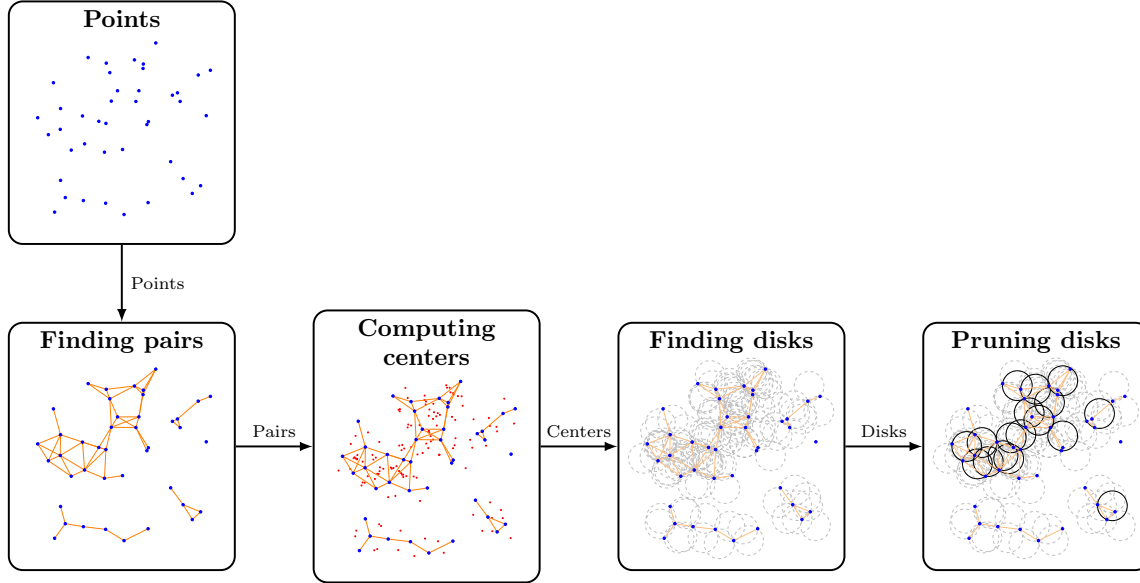 Points
Points
Finding pairs
Pairs
Computing
centers
Centers
Finding disks
Disks
Pruning disks